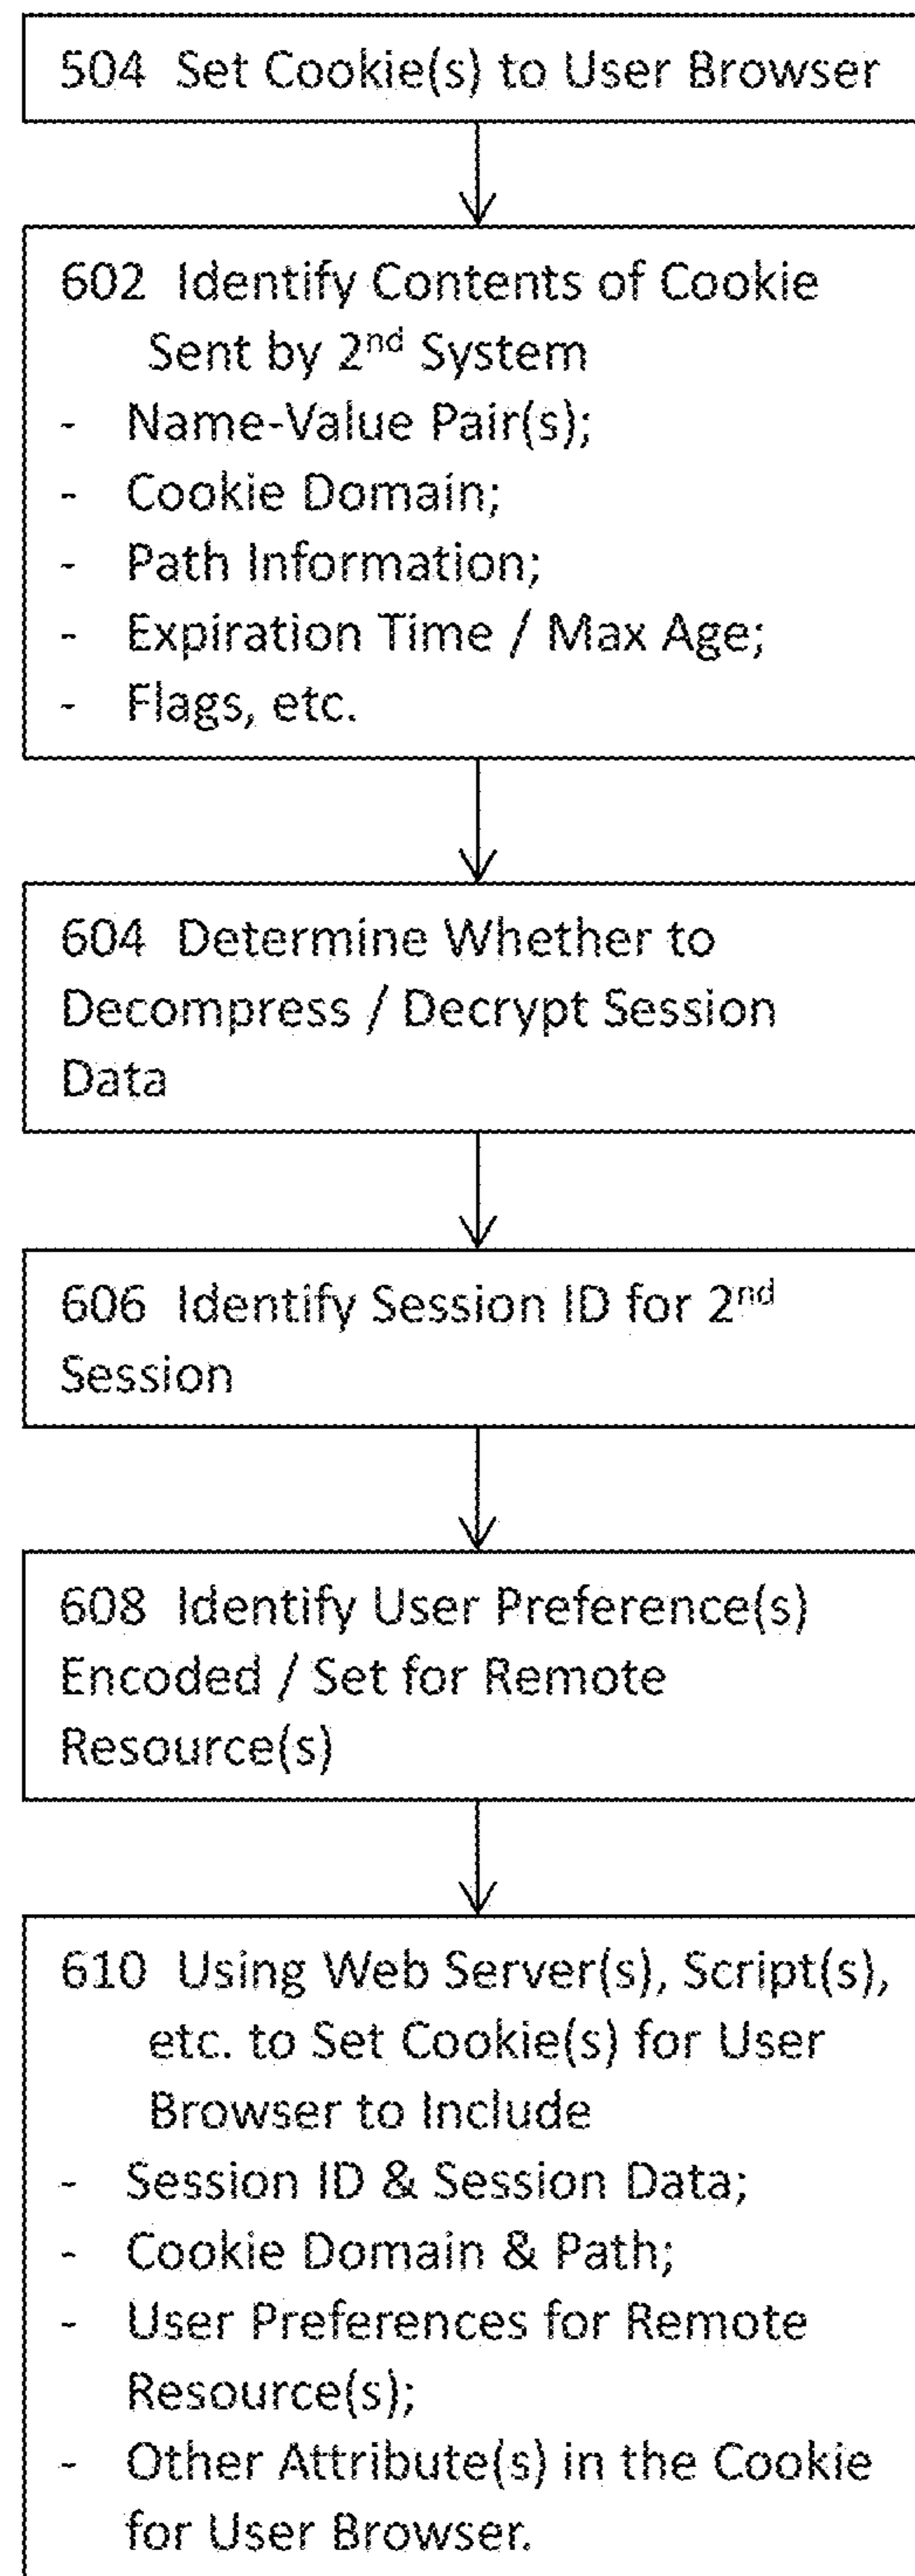 504 Set Cookie(s) to User Browser
602 Identify Contents of Cookie
Sent by 2nd System
- Name-Value Pair(s);
- Cookie Domain;
- Path Information;
- Expiration Time / Max Age;
- Flags, etc.
604 Determine Whether to
Decompress / Decrypt Session
Data
606 Identify Session ID for 2nd
Session
608 Identify User Preference(s)
Encoded / Set for Remote
Resource(s)
610 Using Web Server(s), Script(s),
etc. to Set Cookie(s) for User
Browser to Include
- Session ID & Session Data;
- Cookie Domain & Path;
- User Preferences for Remote
Resource(s);
- Other Attribute(s) in the Cookie
for User Browser.